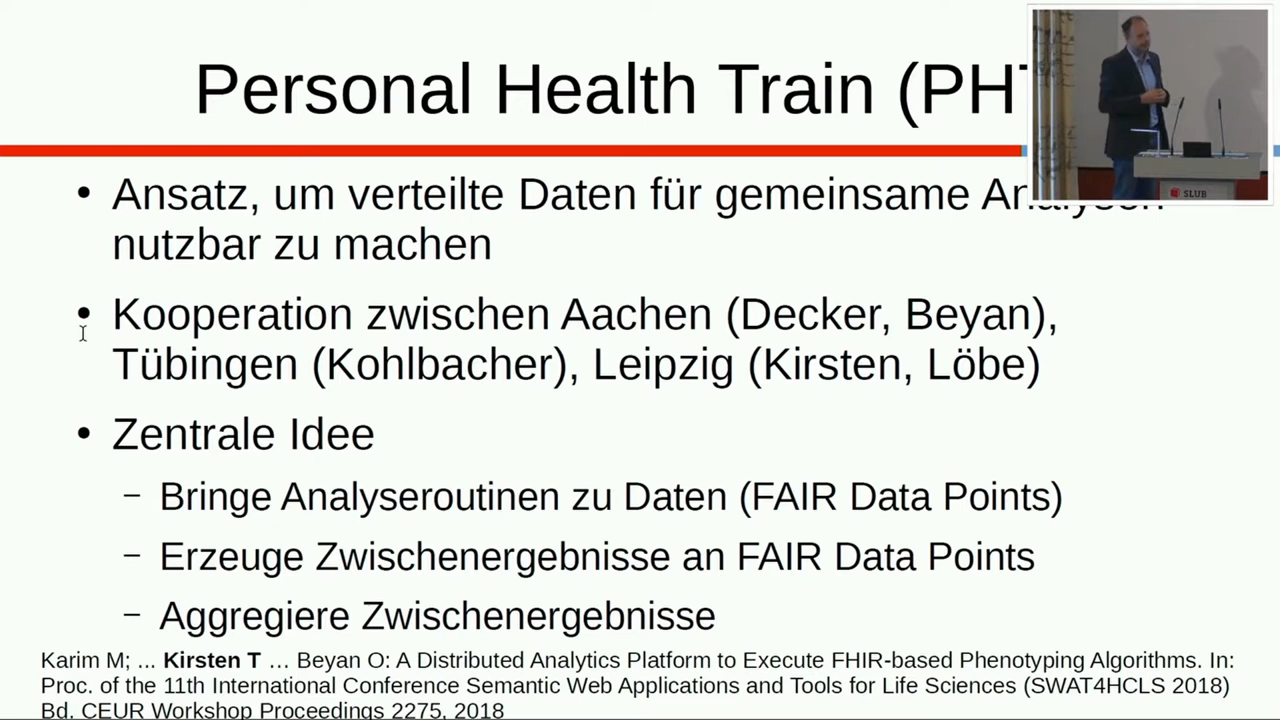 Personal Health Train (PHT
Ansatz, um verteilte Daten für gemeinsame Analysen
nutzbar zu machen
Kooperation zwischen Aachen (Decker, Beyan),
Tübingen (Kohlbacher), Leipzig (Kirsten, Löbe)
Zentrale Idee
Bringe Analyseroutinen zu Daten (FAIR Data Points)
Erzeuge Zwischenergebnisse an FAIR Data Points
Aggregiere Zwischenergebnisse
Karim M; ... Kirsten T … Beyan O: A Distributed Analytics Platform to Execute FHIR-based Phenotyping Algorithms. In:
Proc. of the 11th International Conference Semantic Web Applications and Tools for Life Sciences (SWAT4HCLS 2018)
Bd. CEUR Workshop Proceedings 2275, 2018
SLUB